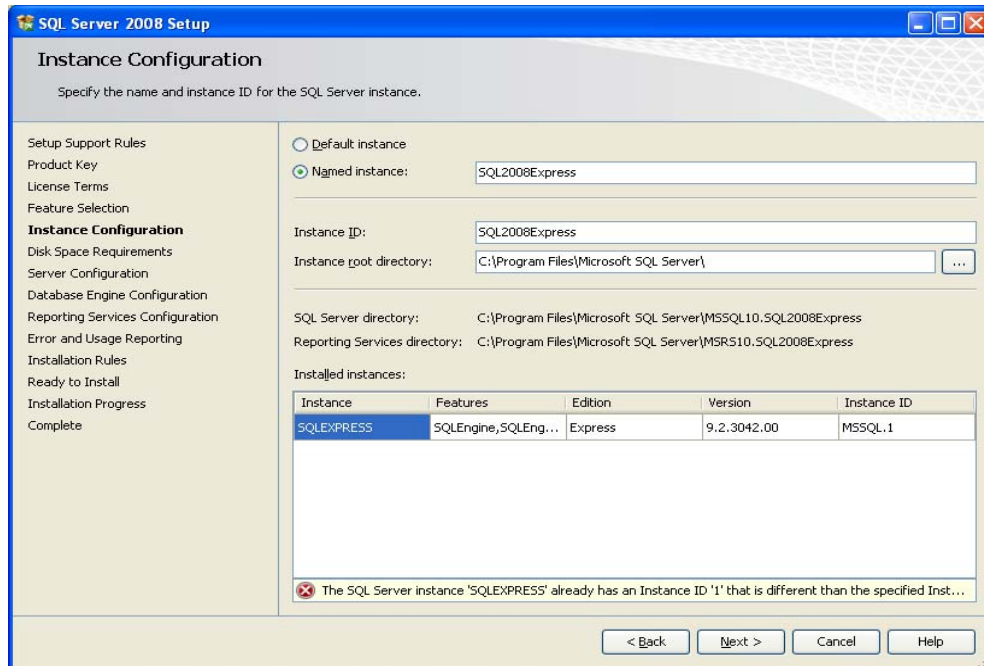 SQL Server 2008 Setup
Instance Configuration
Specify the name and instance ID for the SQL Server instance.
Setup Support Rules
Product Key
License Terms
Feature Selection
Instance Configuration
Disk Space Requirements
Server Configuration
Database Engine Configuration
Reporting Services Configuration
Error and Usage Reporting
Installation Rules
Ready to Install
Installation Progress
Complete
Default instance
Named instance: SQL2008Express
Instance ID: SQL2008Express
Instance root directory: C:\Program Files\Microsoft SQL Server\ ...
SQL Server directory: C:\Program Files\Microsoft SQL Server\MSSQL10.SQL2008Express
Reporting Services directory: C:\Program Files\Microsoft SQL Server\MSRS10.SQL2008Express
Installed instances:
Instance Features Edition Version Instance ID
SQLEXPRESS SQLEngine,SQLEng... Express 9.2.3042.00 MSSQL.1
The SQL Server instance 'SQLEXPRESS' already has an Instance ID '1' that is different than the specified Inst...
< Back Next > Cancel Help